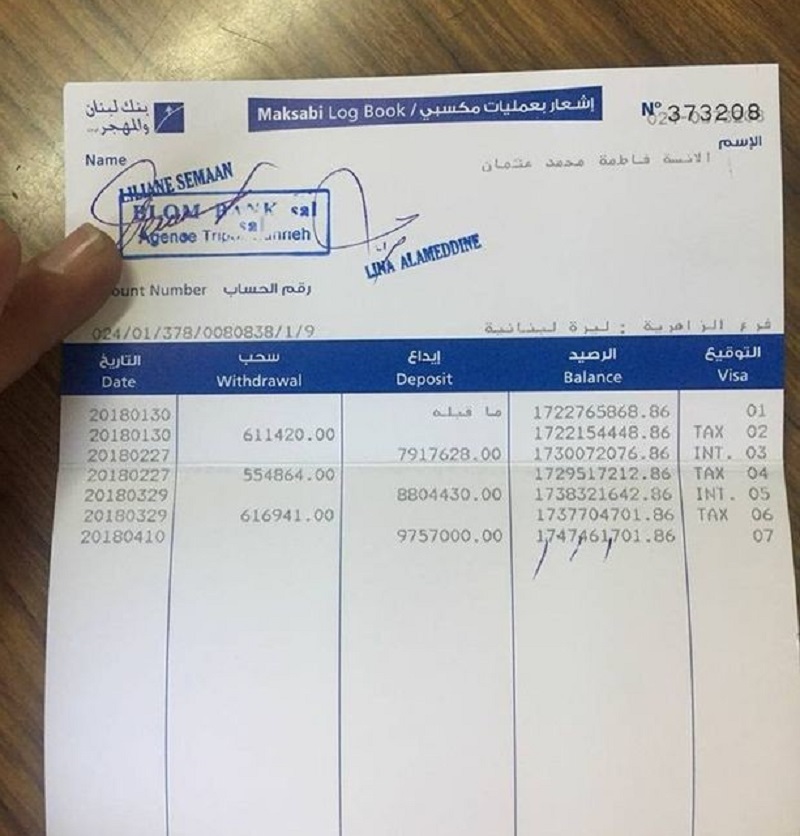 بنك لبنان
والمهجر ش.م.ل
Maksabi Log Book / إشعار بعمليات مكسبي
Nº 373208
Name
الإسم
الانسة فاطمة محمد عثمان
LILIANE SEMAAN
BLOM BANK sal
sal
Agence
LINA ALAMEDDINE
ount Number رقم الحساب
024/01/378/0080838/1/9
فرع الزاهرية : ليرة لبنانية
التاريخ سحب إيداع الرصيد التوقيع
Date Withdrawal Deposit Balance Visa
20180130 ما قبله 1722765868.86 01
20180130 611420.00 1722154448.86 TAX 02
20180227 7917628.00 1730072076.86 INT. 03
20180227 554864.00 1729517212.86 TAX 04
20180329 8804430.00 1738321642.86 INT. 05
20180329 616941.00 1737704701.86 TAX 06
20180410 9757000.00 1747461701.86 07